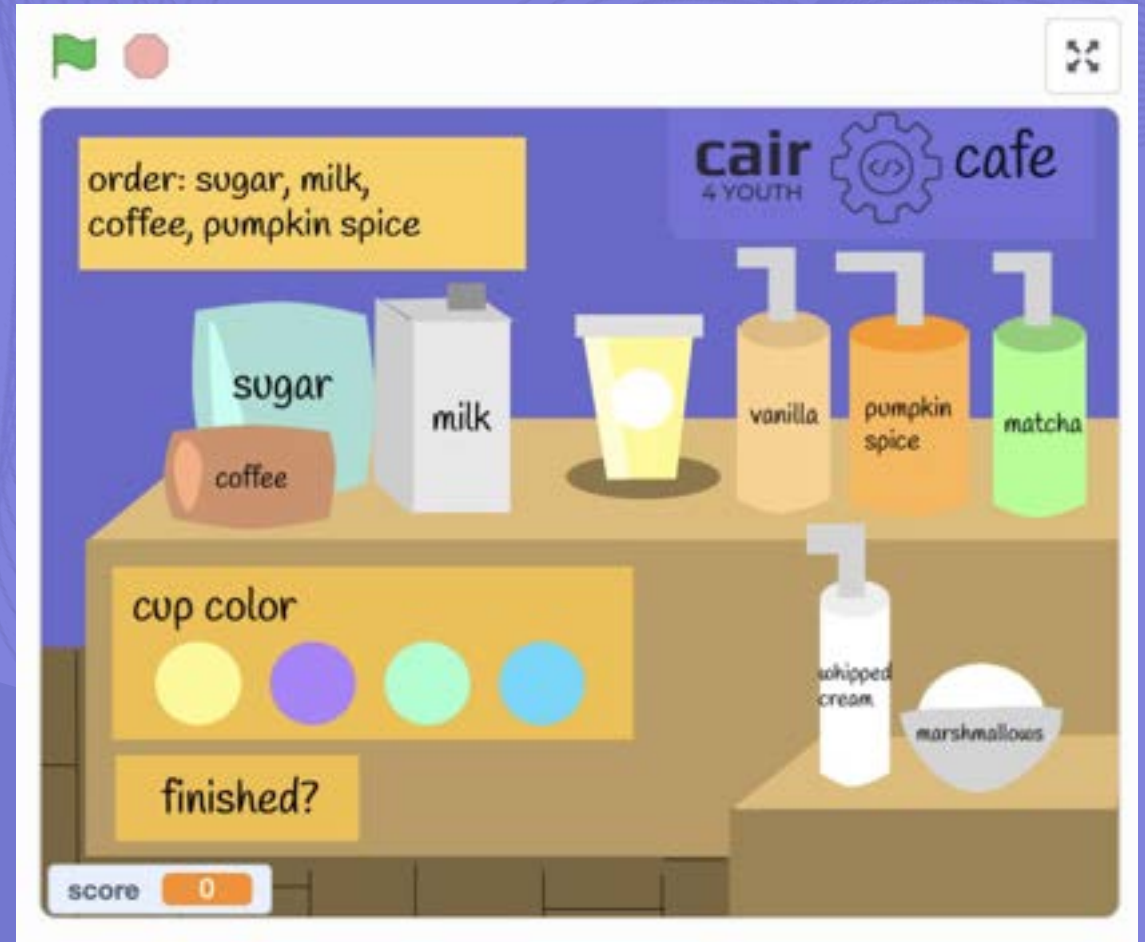 order: sugar, milk,
coffee, pumpkin spice
cair
4 YOUTH
</>
cafe
sugar
milk
coffee
vanilla
pumpkin
spice
matcha
cup color
whipped
cream
marshmallows
finished?
score 0